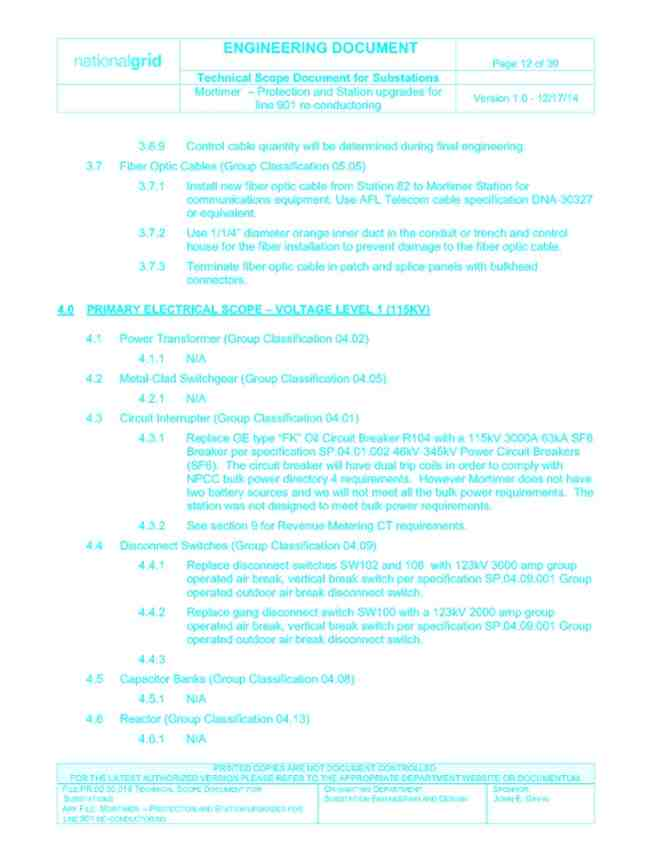 nationalgrid
ENGINEERING DOCUMENT
Page 12 of 39
Technical Scope Document for Substations
Mortimer – Protection and Station upgrades for
line 901 re-conductoring
Version 1.0 - 12/17/14
3.6.9 Control cable quantity will be determined during final engineering.
3.7 Fiber Optic Cables (Group Classification 05.05)
3.7.1 Install new fiber optic cable from Station 82 to Mortimer Station for
communications equipment. Use AFL Telecom cable specification DNA-30327
or equivalent.
3.7.2 Use 1/1/4" diameter orange inner duct in the conduit or trench and control
house for the fiber installation to prevent damage to the fiber optic cable.
3.7.3 Terminate fiber optic cable in patch and splice panels with bulkhead
connectors.
4.0 PRIMARY ELECTRICAL SCOPE – VOLTAGE LEVEL 1 (115KV)
4.1 Power Transformer (Group Classification 04.02)
4.1.1 N/A
4.2 Metal-Clad Switchgear (Group Classification 04.05)
4.2.1 N/A
4.3 Circuit Interrupter (Group Classification 04.01)
4.3.1 Replace GE type "FK" Oil Circuit Breaker R104 with a 115kV 3000A 63kA SF6
Breaker per specification SP.04.01.002 46kV-345kV Power Circuit Breakers
(SF6). The circuit breaker will have dual trip coils in order to comply with
NPCC bulk power directory 4 requirements. However Mortimer does not have
two battery sources and we will not meet all the bulk power requirements. The
station was not designed to meet bulk power requirements.
4.3.2 See section 9 for Revenue Metering CT requirements.
4.4 Disconnect Switches (Group Classification 04.09)
4.4.1 Replace disconnect switches SW102 and 106 with 123kV 3000 amp group
operated air break, vertical break switch per specification SP.04.09.001 Group
operated outdoor air break disconnect switch.
4.4.2 Replace gang disconnect switch SW100 with a 123kV 2000 amp group
operated air break, vertical break switch per specification SP.04.09.001 Group
operated outdoor air break disconnect switch.
4.4.3
4.5 Capacitor Banks (Group Classification 04.08)
4.5.1 N/A
4.6 Reactor (Group Classification 04.13)
4.6.1 N/A
PRINTED COPIES ARE NOT DOCUMENT CONTROLLED.
FOR THE LATEST AUTHORIZED VERSION PLEASE REFER TO THE APPROPRIATE DEPARTMENT WEBSITE OR DOCUMENTUM.
FILE: TECHNICAL SCOPE DOCUMENT FOR
SUBSTATIONS
ORIGINATING DEPARTMENT:
SUBSTATION ENGINEERING AND DESIGN
SPONSOR:
JOHN E.
FILE: MORTIMER – PROTECTION AND STATION UPGRADES FOR
LINE 901 RE-CONDUCTORING